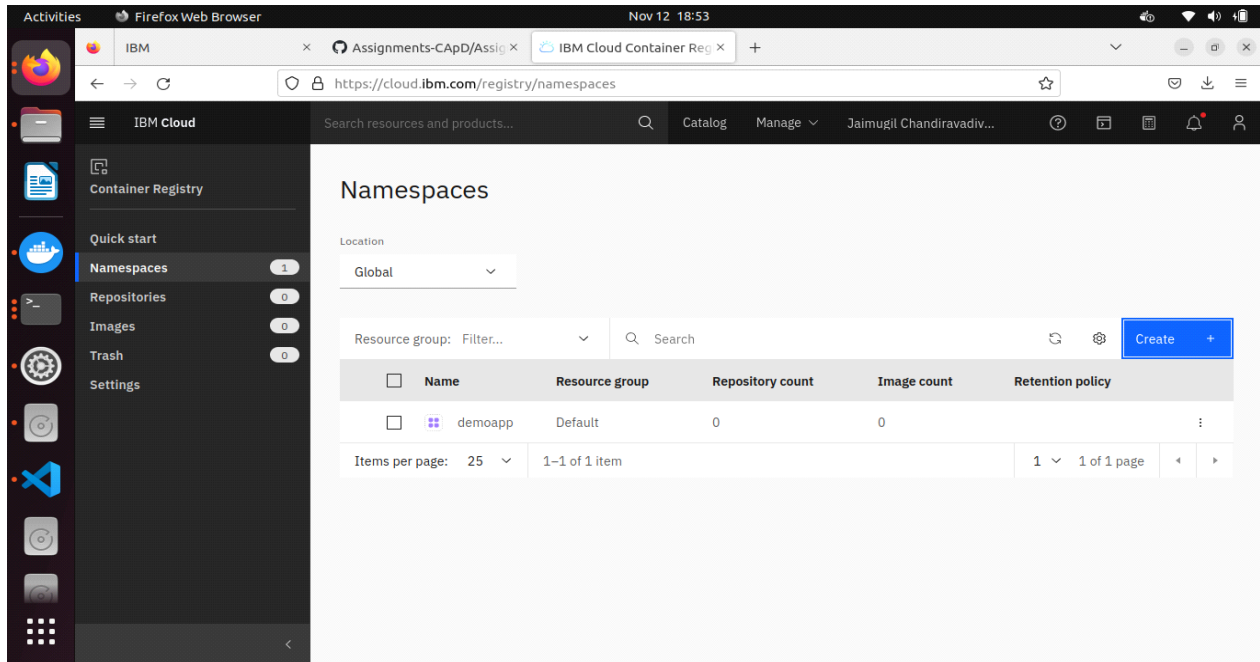 Activities Firefox Web Browser Nov 12 18:53
IBM Assignments-CApD/Assig IBM Cloud Container Reg
https://cloud.ibm.com/registry/namespaces
IBM Cloud Search resources and products... Catalog Manage Jaimugil Chandiravadiv...
Container Registry
Quick start
Namespaces 1
Repositories 0
Images 0
Trash 0
Settings
Namespaces
Location
Global
Resource group: Filter... Search Create +
Name Resource group Repository count Image count Retention policy
demoapp Default 0 0
Items per page: 25 1–1 of 1 item 1 1 of 1 page